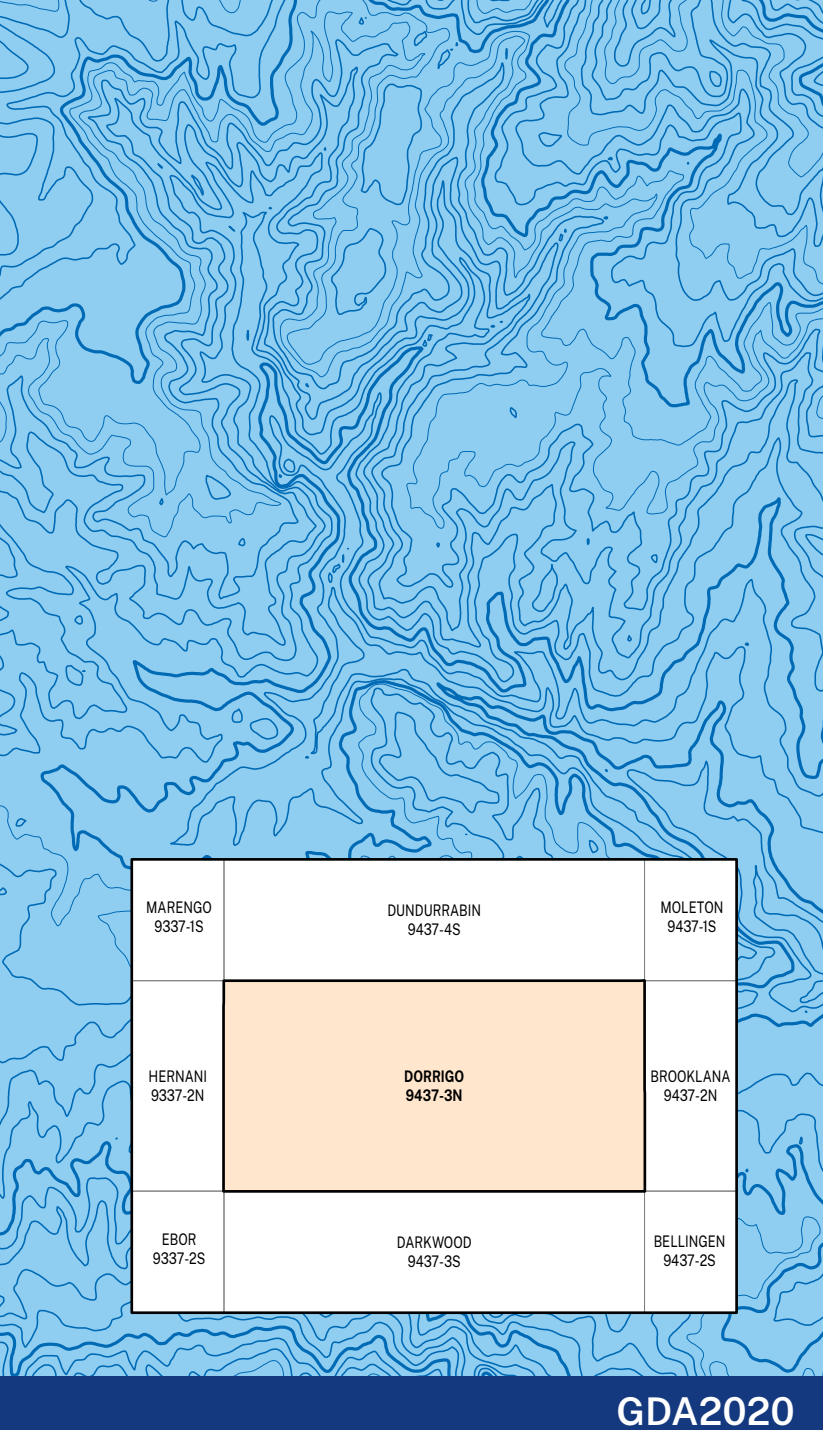 MARENGO
9337-1S
DUNDURRABIN
9437-4S
MOLETON
9437-1S
HERNANI
9337-2N
DORRIGO
9437-3N
BROOKLANA
9437-2N
EBOR
9337-2S
DARKWOOD
9437-3S
BELLINGEN
9437-2S
GDA2020